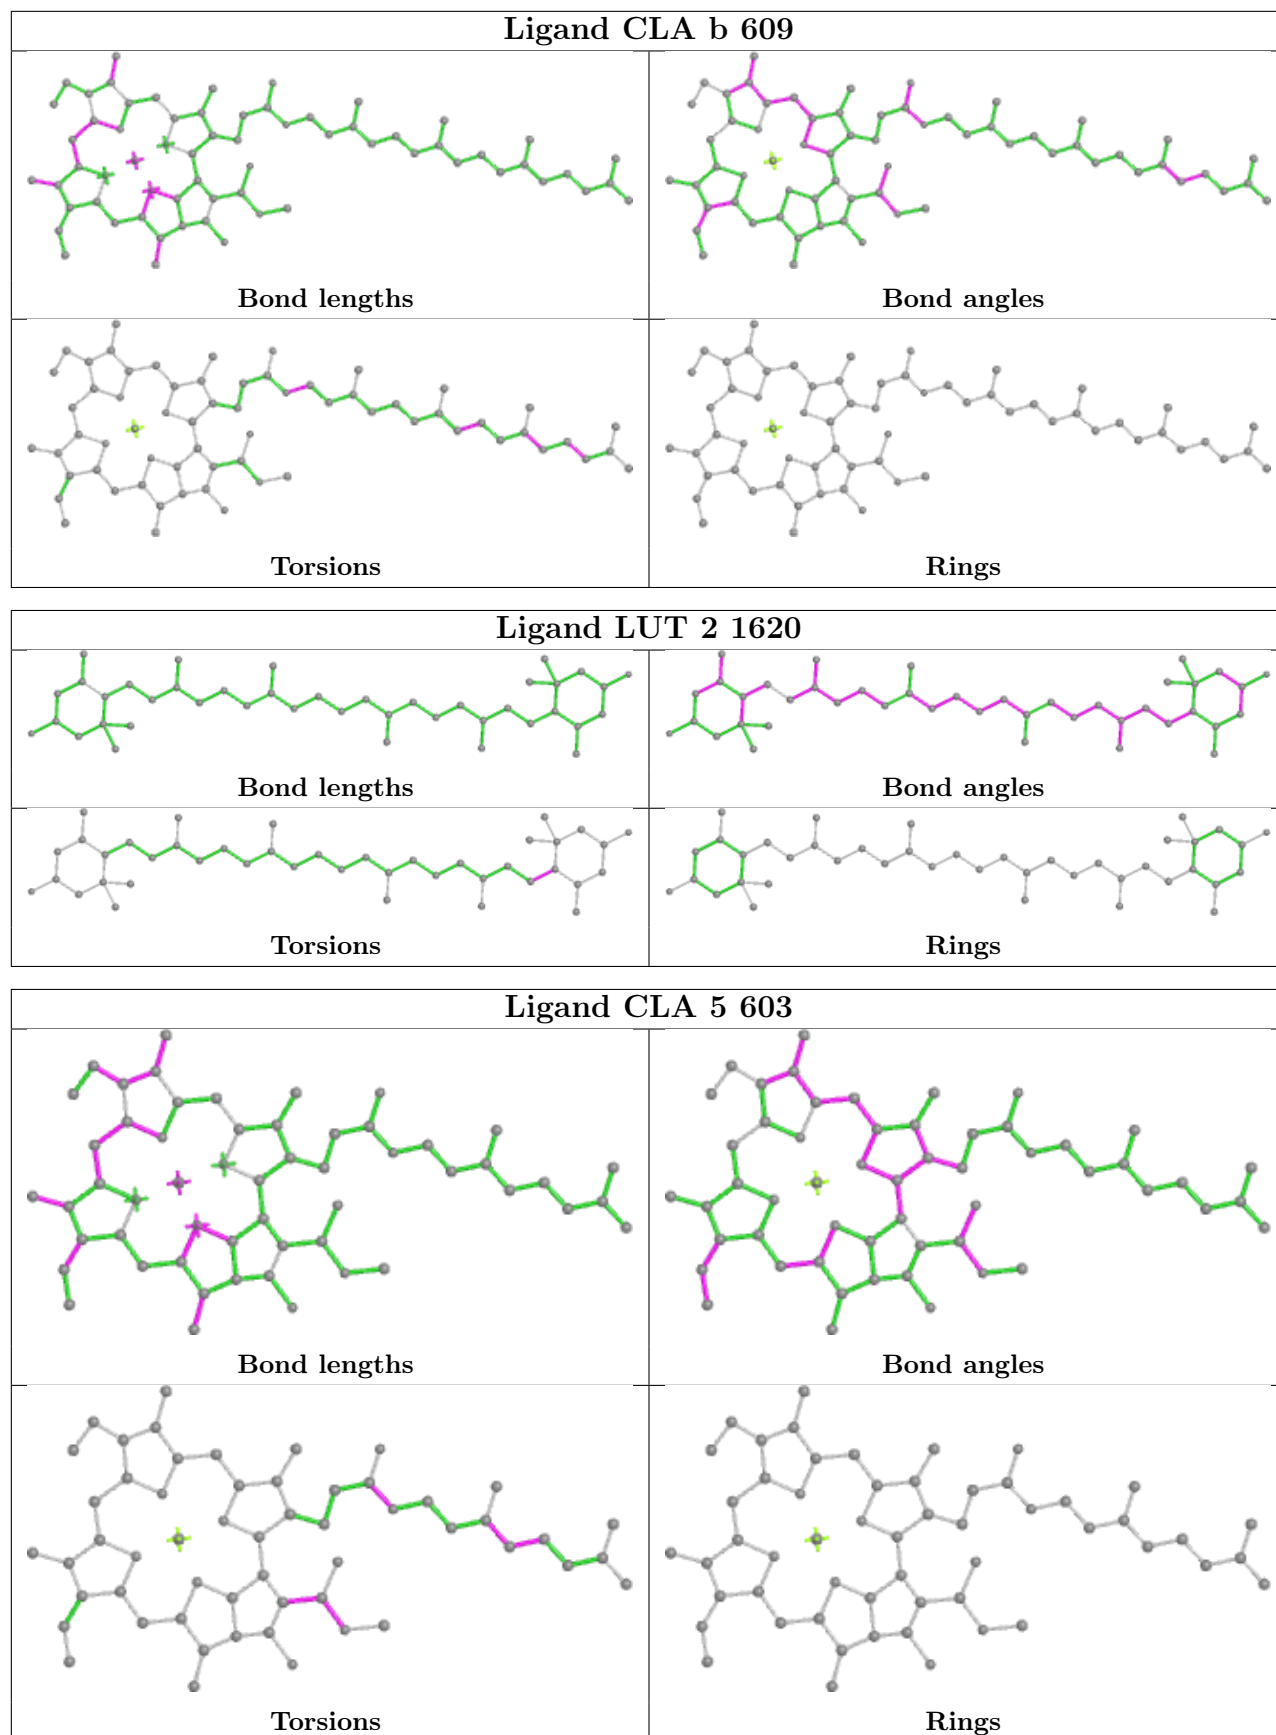 Ligand CLA b 609
Bond lengths
Bond angles
Torsions
Rings
Ligand LUT 2 1620
Bond lengths
Bond angles
Torsions
Rings
Ligand CLA 5 603
Bond lengths
Bond angles
Torsions
Rings